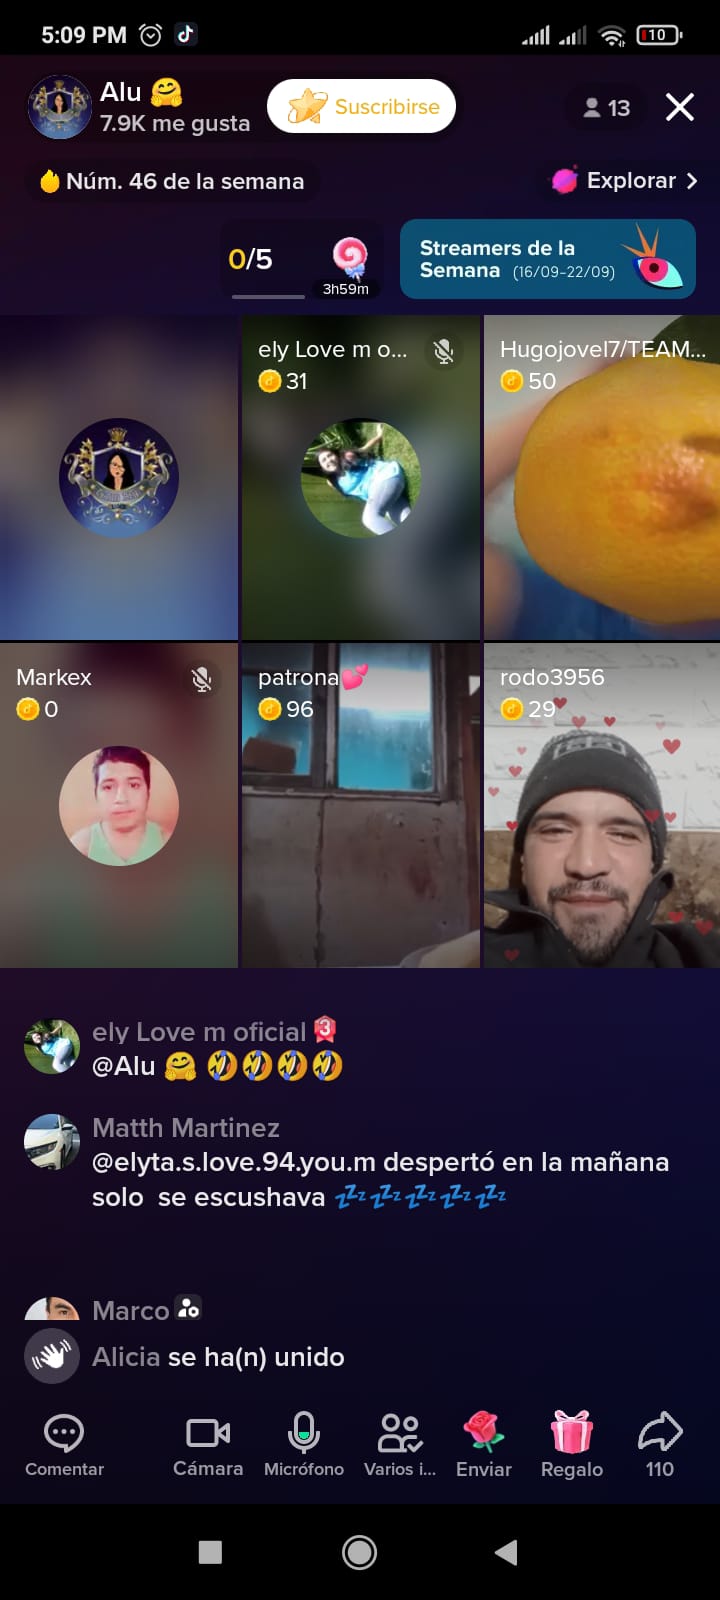 5:09 PM
10
Alu 🤗
7.9K me gusta
Suscribirse
13
Núm. 46 de la semana
Explorar
0/5
3h59m
Streamers de la
Semana (16/09-22/09)
ely Love m o...
31
Hugojovel7/TEAM...
50
Markex
0
patrona💕
96
rodo3956
29
ely Love m oficial 3
@Alu 🤗 🤣🤣🤣🤣
Matth Martinez
@elyta.s.love.94.you.m despertó en la mañana
solo se escushava 💤💤💤💤💤
Marco
Alicia se ha(n) unido
Comentar
Cámara
Micrófono
Varios i...
Enviar
Regalo
110